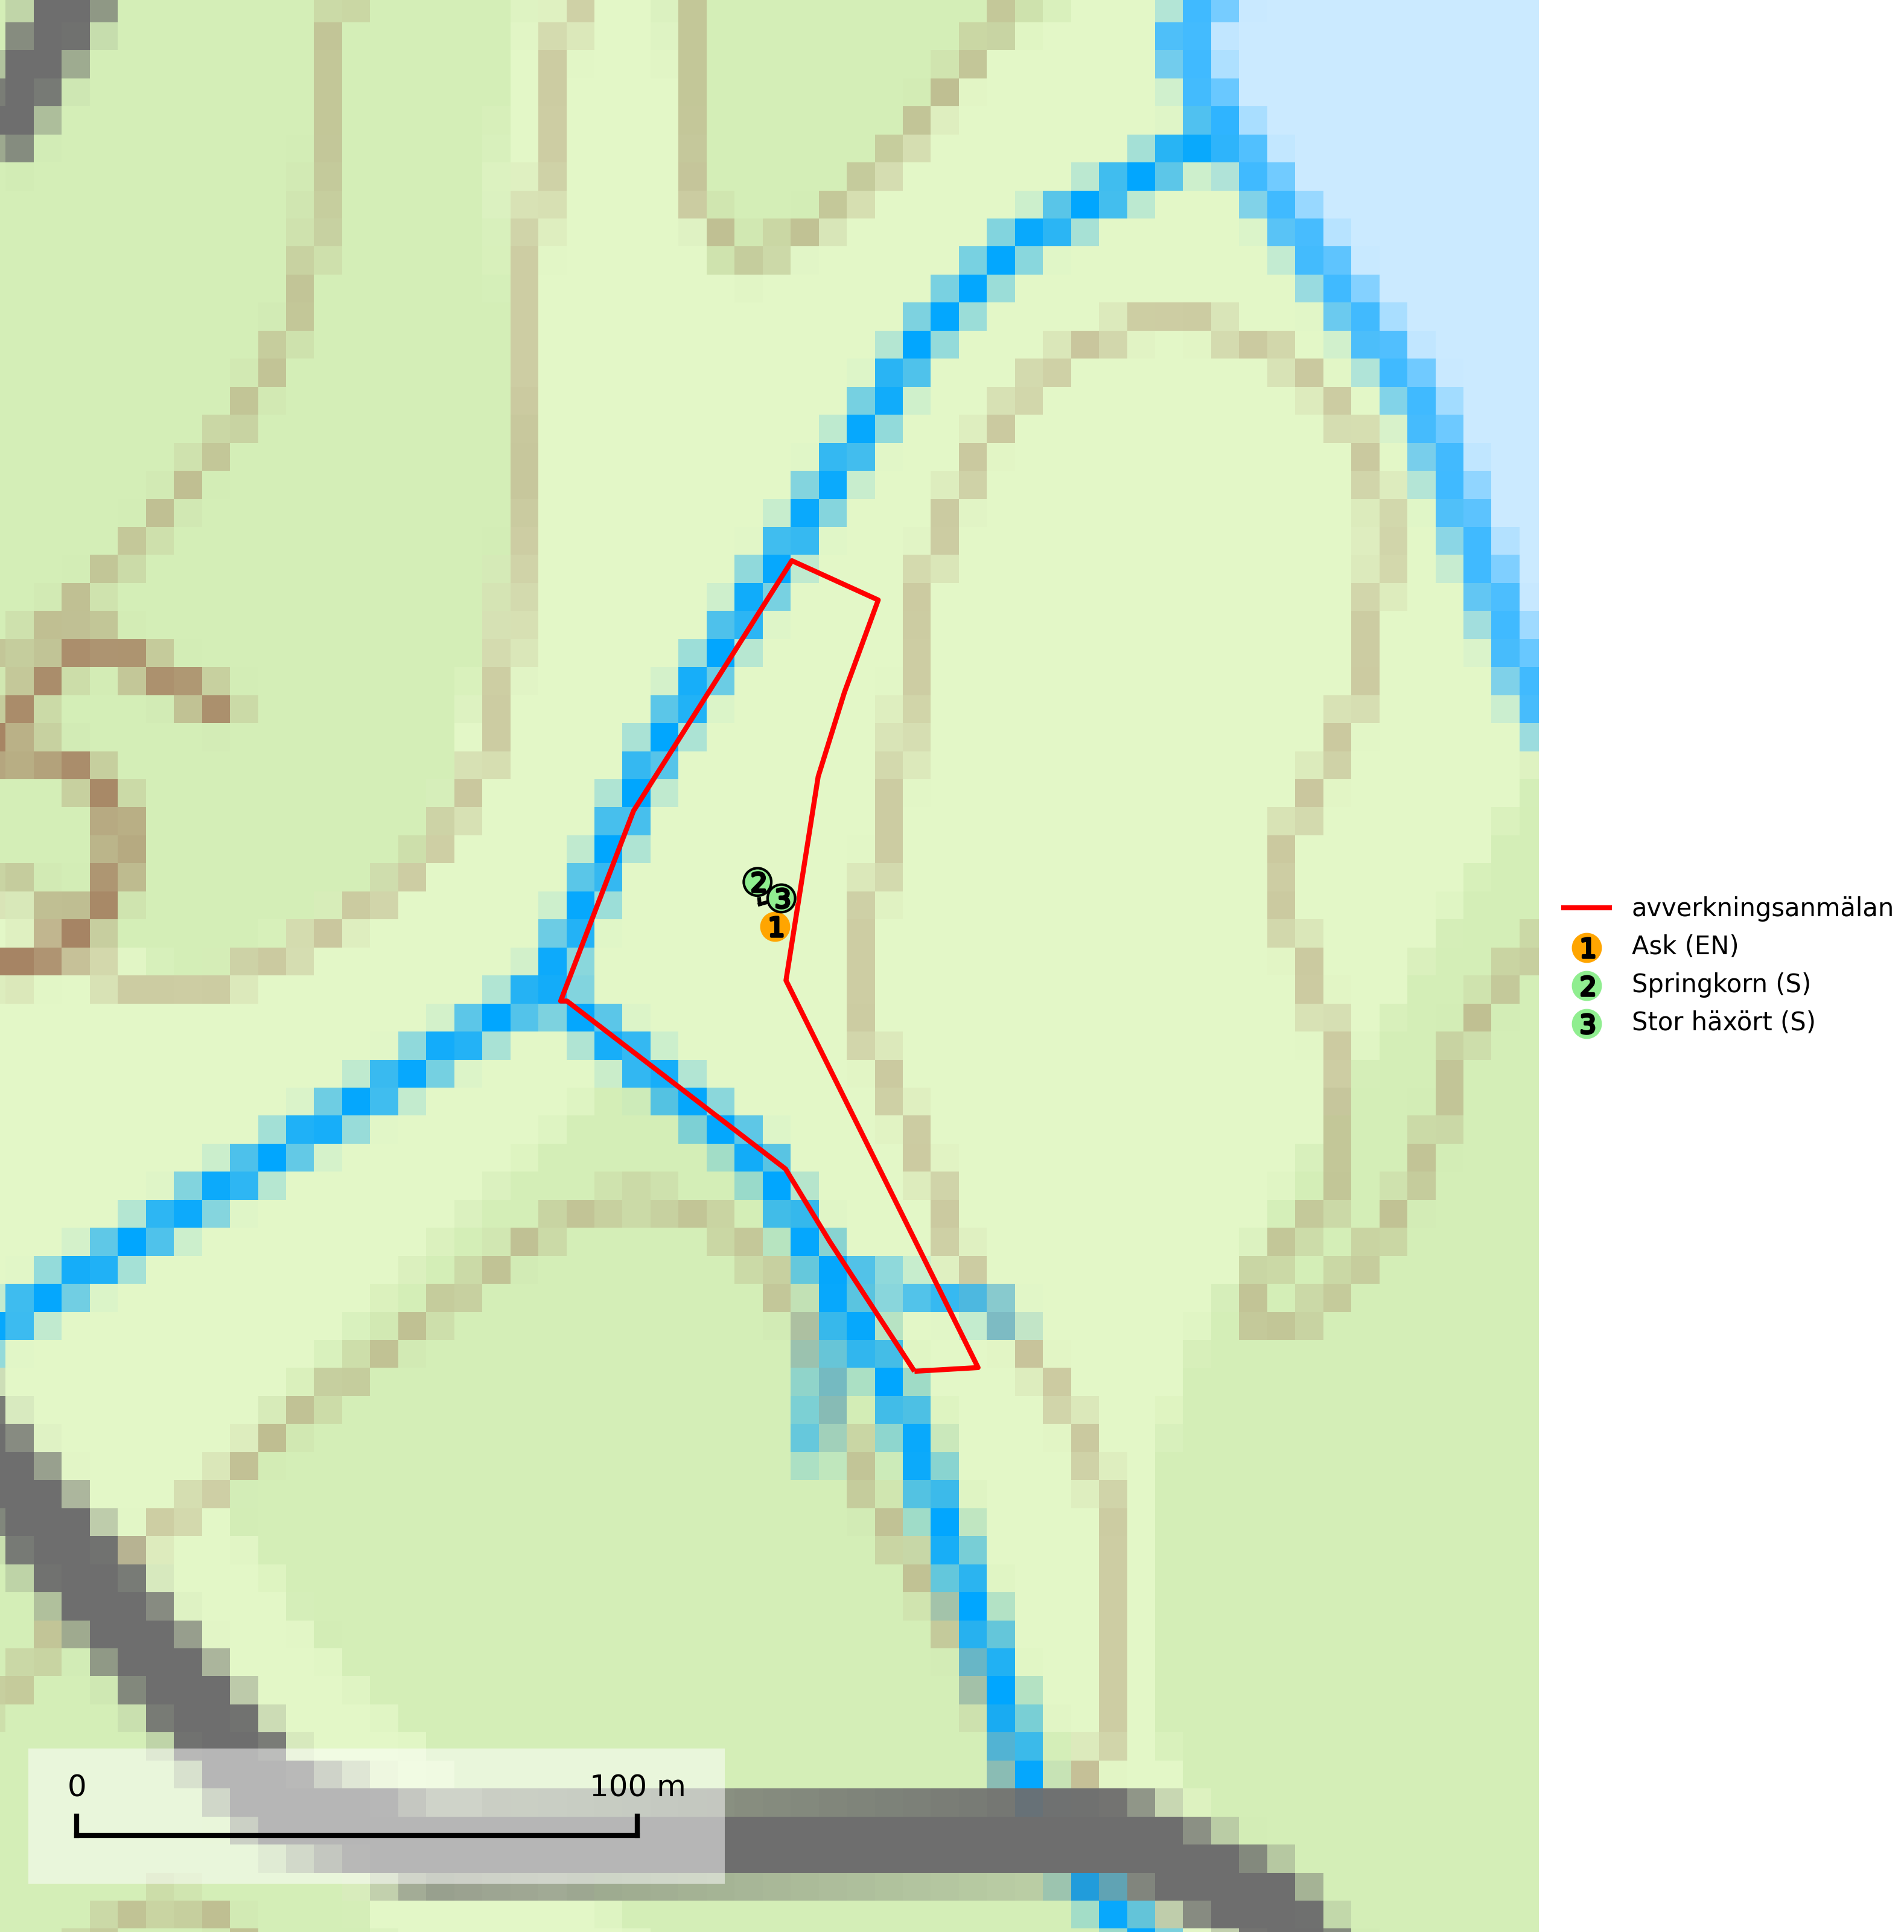 2
3
1
avverkningsanmälan
1 Ask (EN)
2 Springkorn (S)
3 Stor häxört (S)
0 100 m